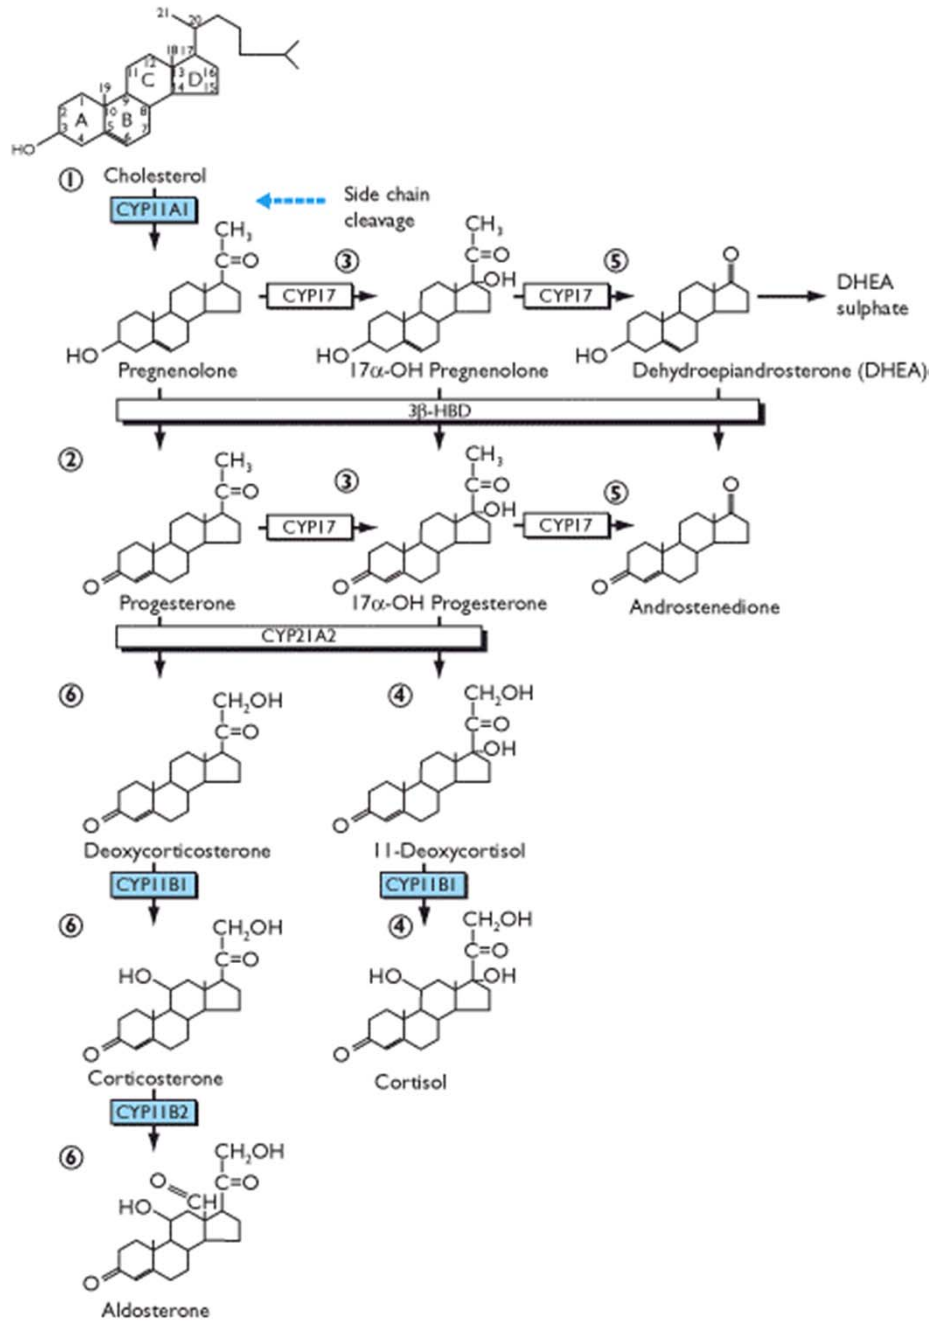 21
20
18 17
12
11
13
16
C
D
19
14
15
1
9
2
10
8
A
B
3
5
7
4
6
HO
① Cholesterol
CYP11A1
Side chain
cleavage
CH₃
C=O
HO
Pregnenolone
③
CYP17
CH₃
C=O
OH
HO
17α-OH Pregnenolone
⑤
CYP17
O
HO
Dehydroepiandrosterone (DHEA)
DHEA
sulphate
3β-HBD
②
CH₃
C=O
O
Progesterone
③
CYP17
CH₃
C=O
OH
O
17α-OH Progesterone
⑤
CYP17
O
O
Androstenedione
CYP21A2
⑥
CH₂OH
C=O
O
Deoxycorticosterone
④
CH₂OH
C=O
OH
O
11-Deoxycortisol
CYP11B1
CYP11B1
⑥
CH₂OH
C=O
HO
O
Corticosterone
④
CH₂OH
C=O
HO
OH
O
Cortisol
CYP11B2
⑥
CH₂OH
O
C=O
CH
HO
O
Aldosterone